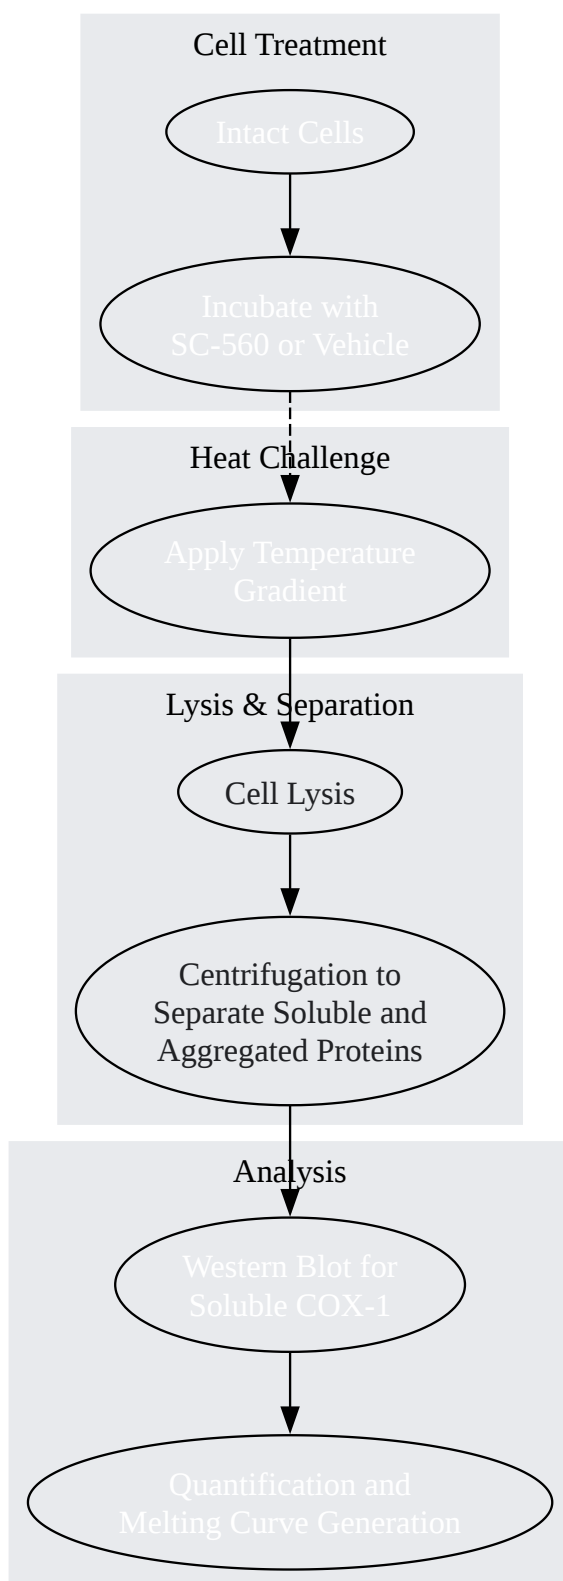 Cell Treatment
Intact Cells
Incubate with
SC-560 or Vehicle
Heat Challenge
Apply Temperature
Gradient
Lysis & Separation
Cell Lysis
Centrifugation to
Separate Soluble and
Aggregated Proteins
Analysis
Western Blot for
Soluble COX-1
Quantification and
Melting Curve Generation